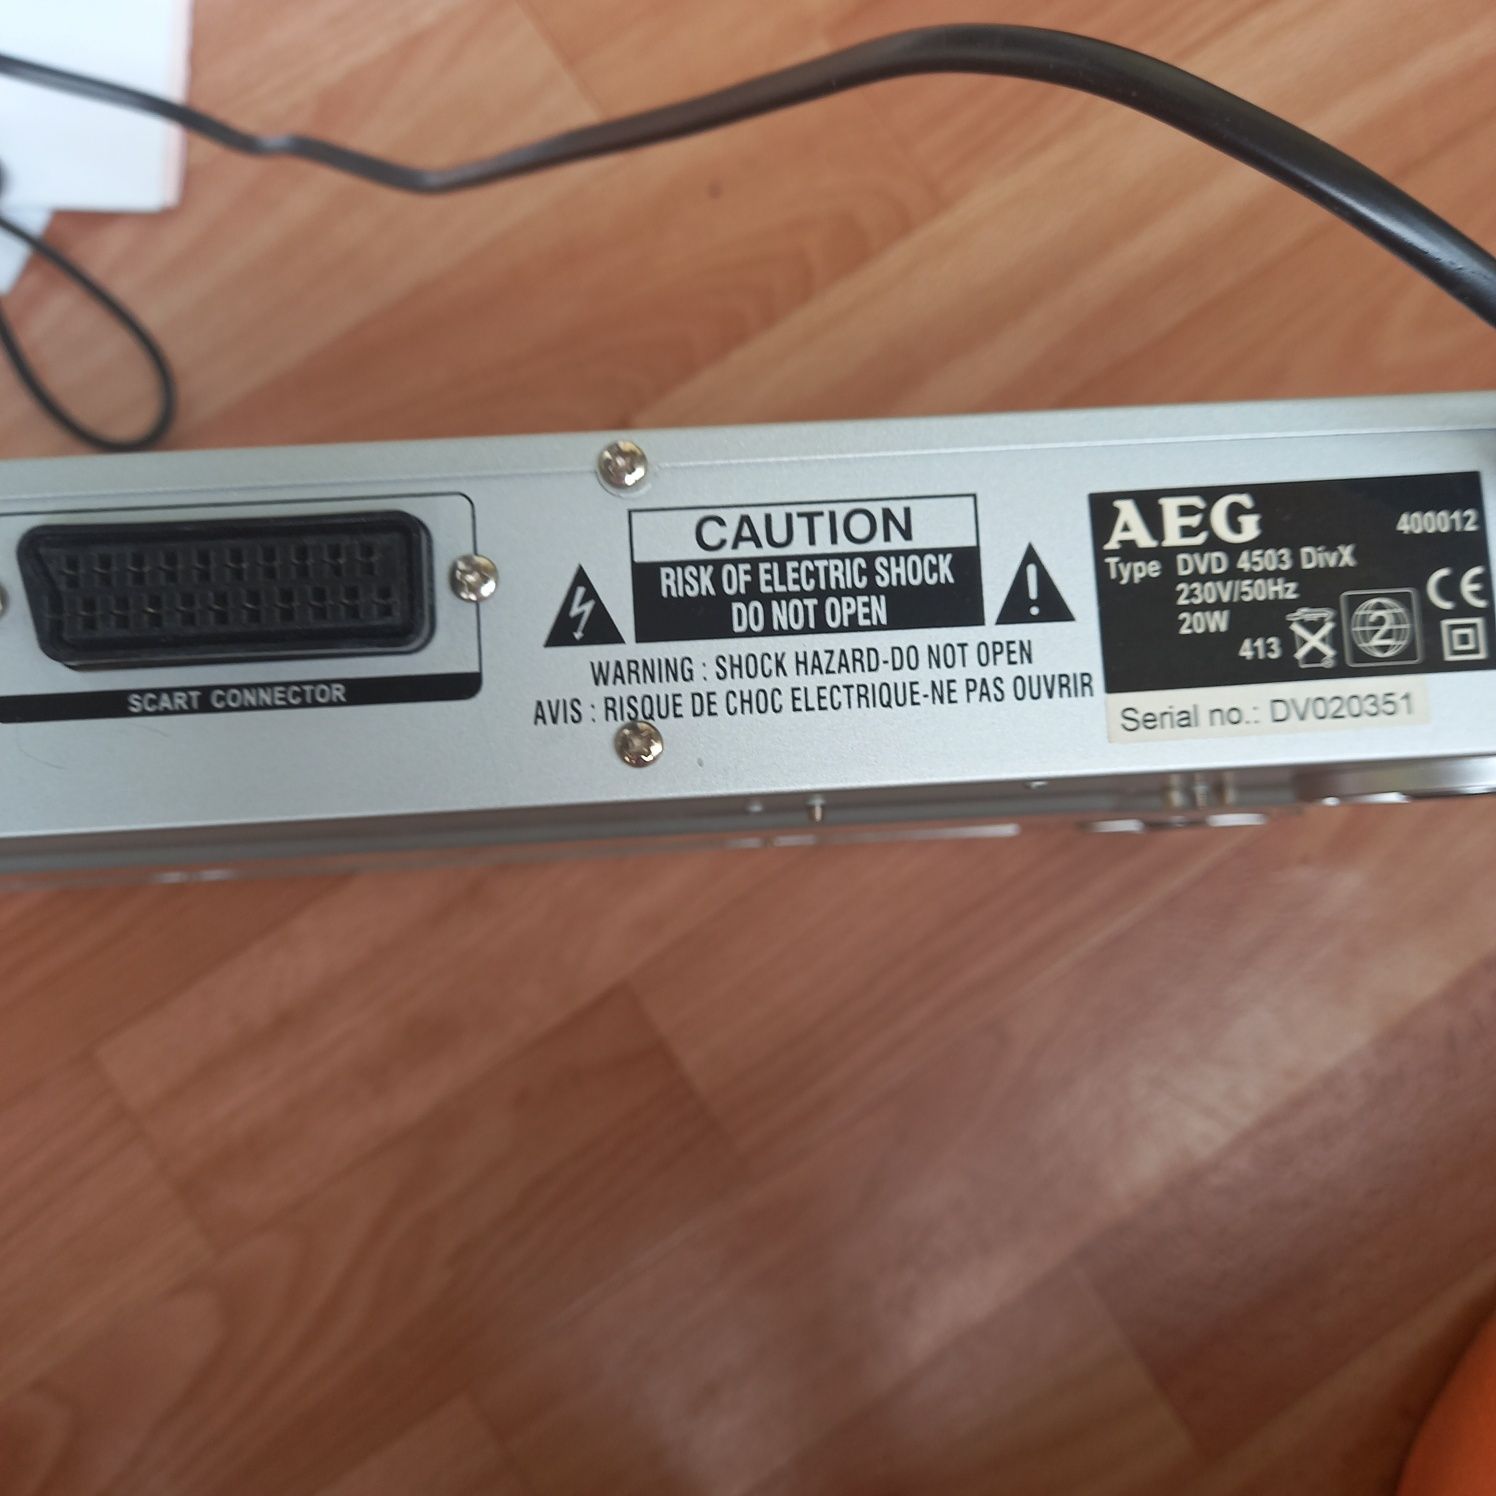 SCART CONNECTOR
CAUTION
RISK OF ELECTRIC SHOCK
DO NOT OPEN
WARNING : SHOCK HAZARD-DO NOT OPEN
AVIS : RISQUE DE CHOC ELECTRIQUE-NE PAS OUVRIR
AEG 400012
Type DVD 4503 DivX
230V/50Hz
20W
413
2
CE
Serial no.: DV020351